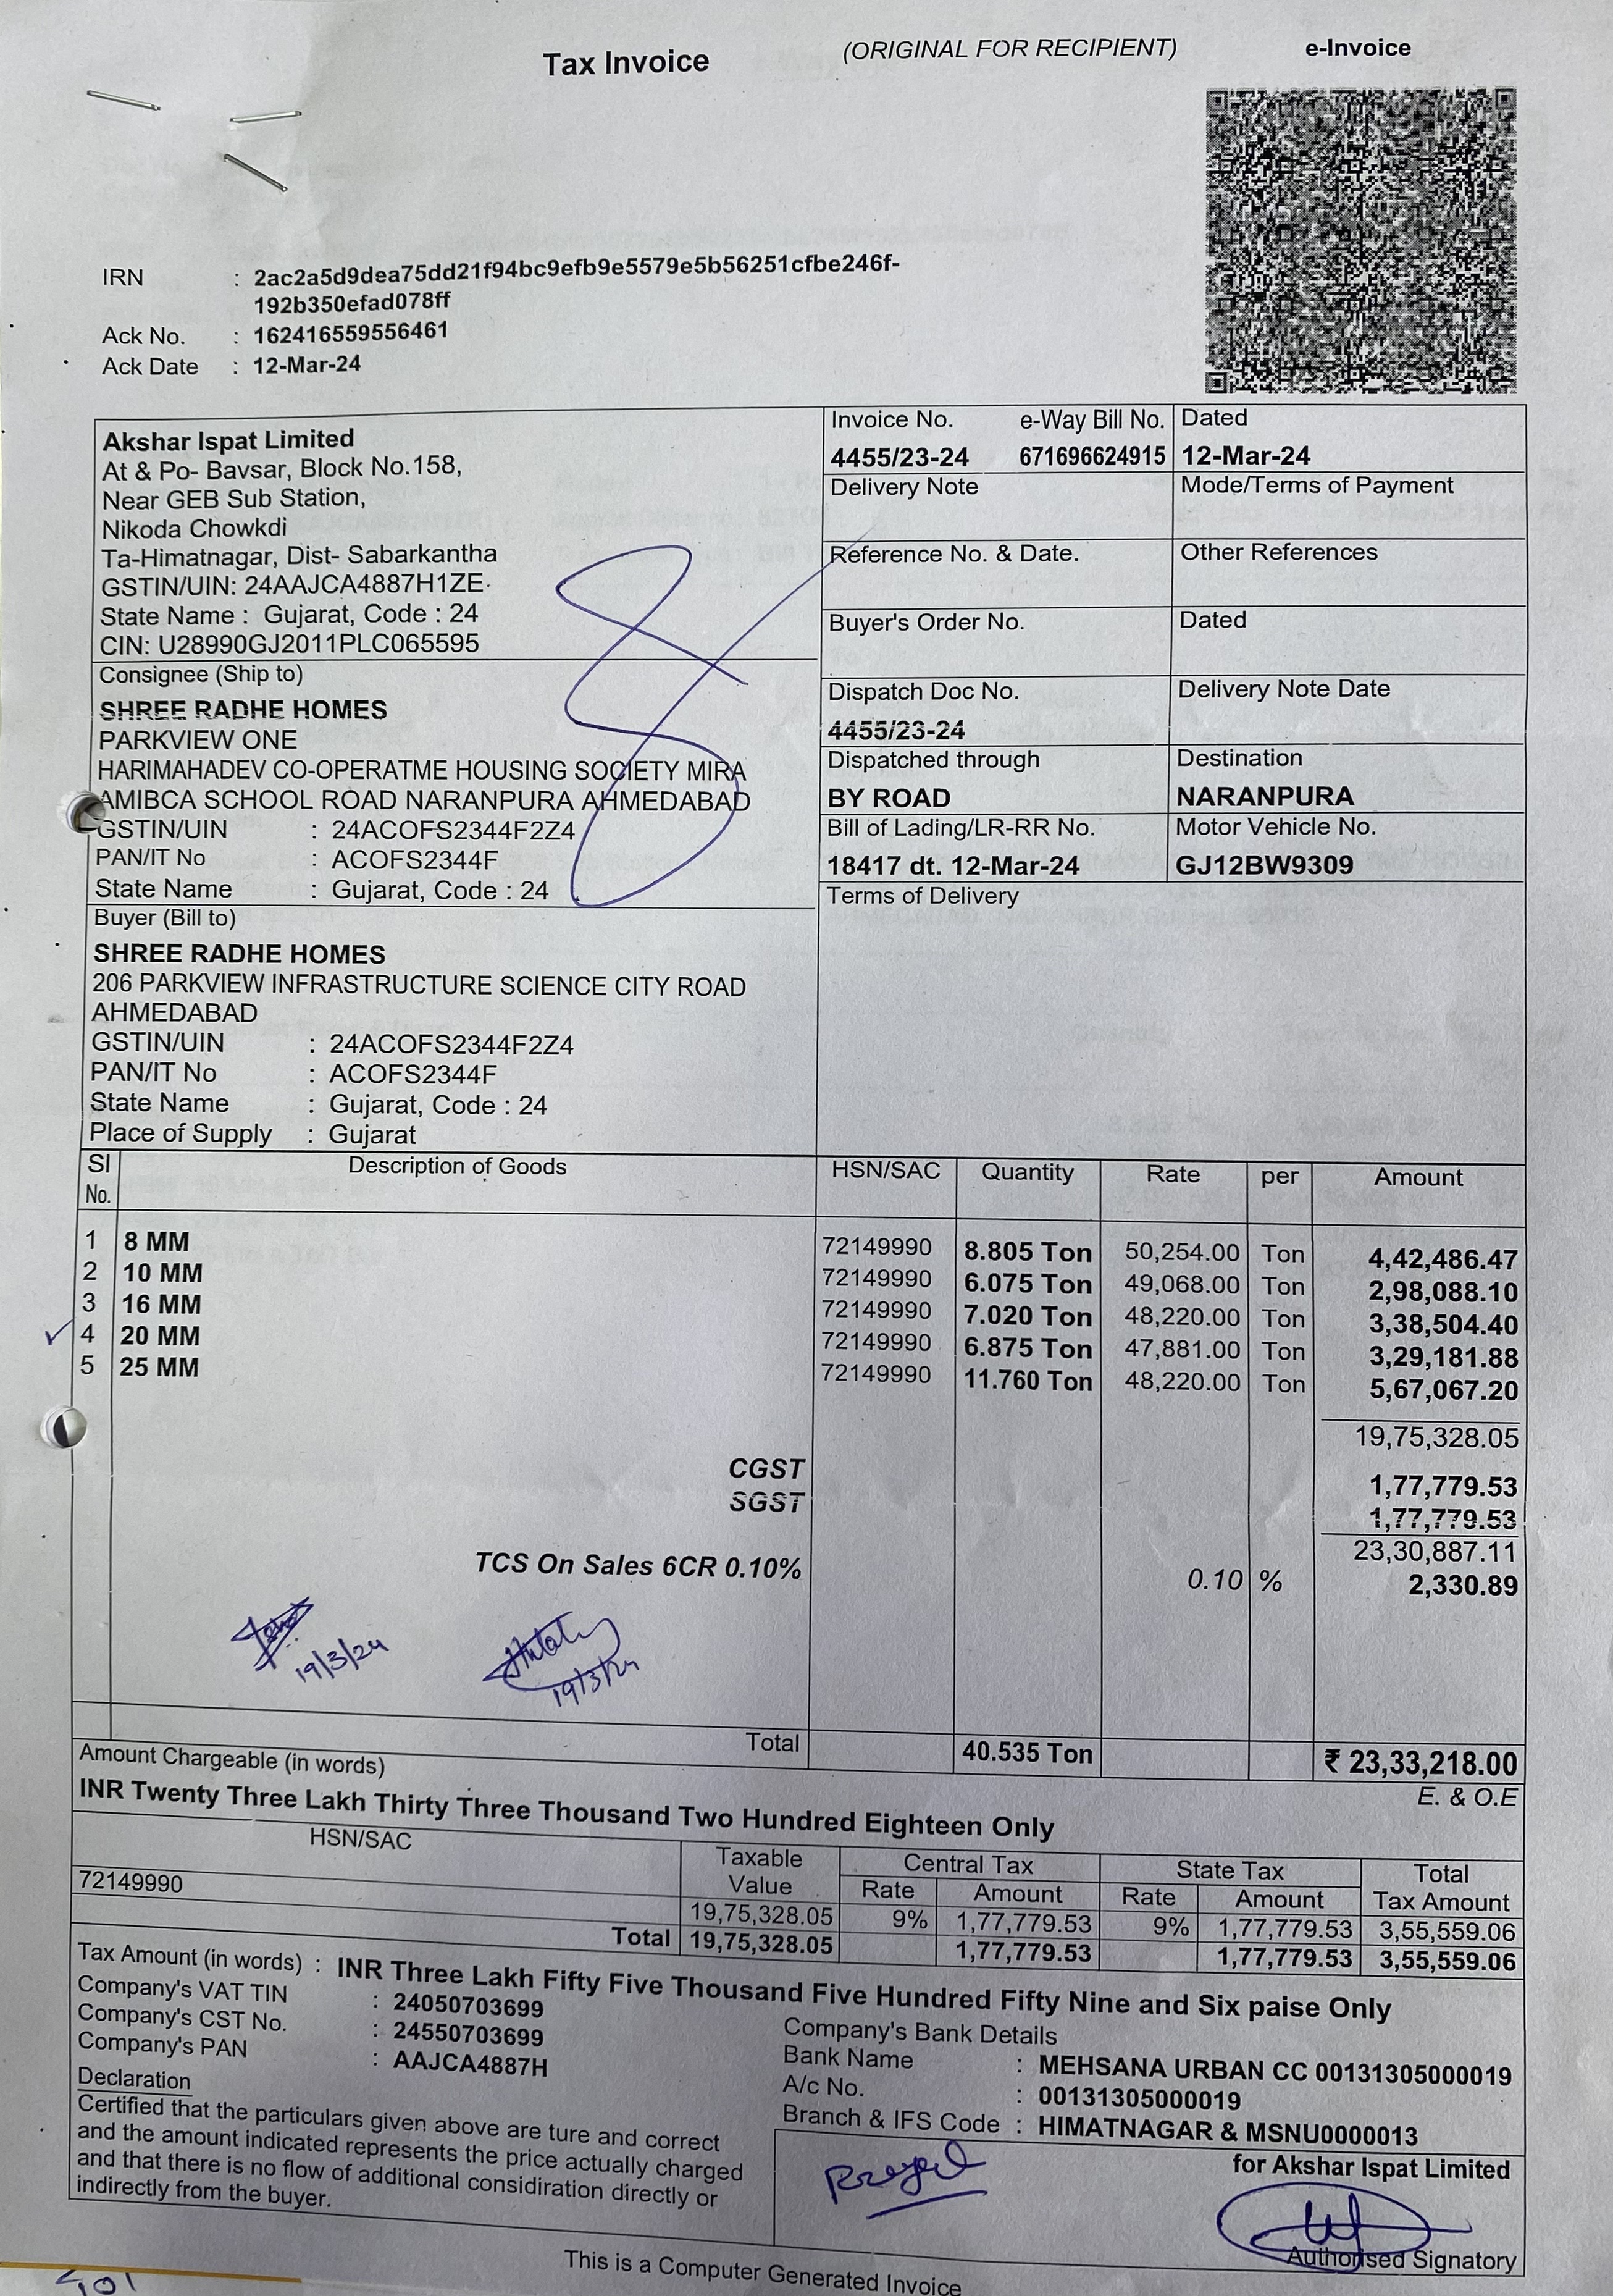 Tax Invoice
(ORIGINAL FOR RECIPIENT)
e-Invoice
IRN : 2ac2a5d9dea75dd21f94bc9efb9e5579e5b56251cfbe246f-
192b350efad078ff
Ack No. : 162416559556461
Ack Date : 12-Mar-24
Akshar Ispat Limited
At & Po- Bavsar, Block No.158,
Near GEB Sub Station,
Nikoda Chowkdi
Ta-Himatnagar, Dist- Sabarkantha
GSTIN/UIN: 24AAJCA4887H1ZE
State Name : Gujarat, Code : 24
CIN: U28990GJ2011PLC065595
Invoice No. e-Way Bill No. Dated
4455/23-24 671696624915 12-Mar-24
Delivery Note Mode/Terms of Payment
Reference No. & Date. Other References
Buyer's Order No. Dated
Dispatch Doc No. Delivery Note Date
4455/23-24
Dispatched through Destination
BY ROAD NARANPURA
Bill of Lading/LR-RR No. Motor Vehicle No.
18417 dt. 12-Mar-24 GJ12BW9309
Terms of Delivery
Consignee (Ship to)
SHREE RADHE HOMES
PARKVIEW ONE
HARIMAHADEV CO-OPERATME HOUSING SOCIETY MIRA
AMIBCA SCHOOL ROAD NARANPURA AHMEDABAD
GSTIN/UIN : 24ACOFS2344F2Z4
PAN/IT No : ACOFS2344F
State Name : Gujarat, Code : 24
Buyer (Bill to)
SHREE RADHE HOMES
206 PARKVIEW INFRASTRUCTURE SCIENCE CITY ROAD
AHMEDABAD
GSTIN/UIN : 24ACOFS2344F2Z4
PAN/IT No : ACOFS2344F
State Name : Gujarat, Code : 24
Place of Supply : Gujarat
Sl No. Description of Goods HSN/SAC Quantity Rate per Amount
1 8 MM 72149990 8.805 Ton 50,254.00 Ton 4,42,486.47
2 10 MM 72149990 6.075 Ton 49,068.00 Ton 2,98,088.10
3 16 MM 72149990 7.020 Ton 48,220.00 Ton 3,38,504.40
4 20 MM 72149990 6.875 Ton 47,881.00 Ton 3,29,181.88
5 25 MM 72149990 11.760 Ton 48,220.00 Ton 5,67,067.20
19,75,328.05
CGST 1,77,779.53
SGST 1,77,779.53
23,30,887.11
TCS On Sales 6CR 0.10% 0.10 % 2,330.89
19/3/24
19/3/24
Total 40.535 Ton ₹ 23,33,218.00
Amount Chargeable (in words) E. & O.E
INR Twenty Three Lakh Thirty Three Thousand Two Hundred Eighteen Only
HSN/SAC Taxable Value Central Tax State Tax Total Tax Amount
Rate Amount Rate Amount
72149990 19,75,328.05 9% 1,77,779.53 9% 1,77,779.53 3,55,559.06
Total 19,75,328.05 1,77,779.53 1,77,779.53 3,55,559.06
Tax Amount (in words) : INR Three Lakh Fifty Five Thousand Five Hundred Fifty Nine and Six paise Only
Company's VAT TIN : 24050703699
Company's CST No. : 24550703699
Company's PAN : AAJCA4887H
Company's Bank Details
Bank Name : MEHSANA URBAN CC 00131305000019
A/c No. : 00131305000019
Branch & IFS Code : HIMATNAGAR & MSNU0000013
Declaration
Certified that the particulars given above are ture and correct
and the amount indicated represents the price actually charged
and that there is no flow of additional considiration directly or
indirectly from the buyer.
for Akshar Ispat Limited
Authorised Signatory
This is a Computer Generated Invoice